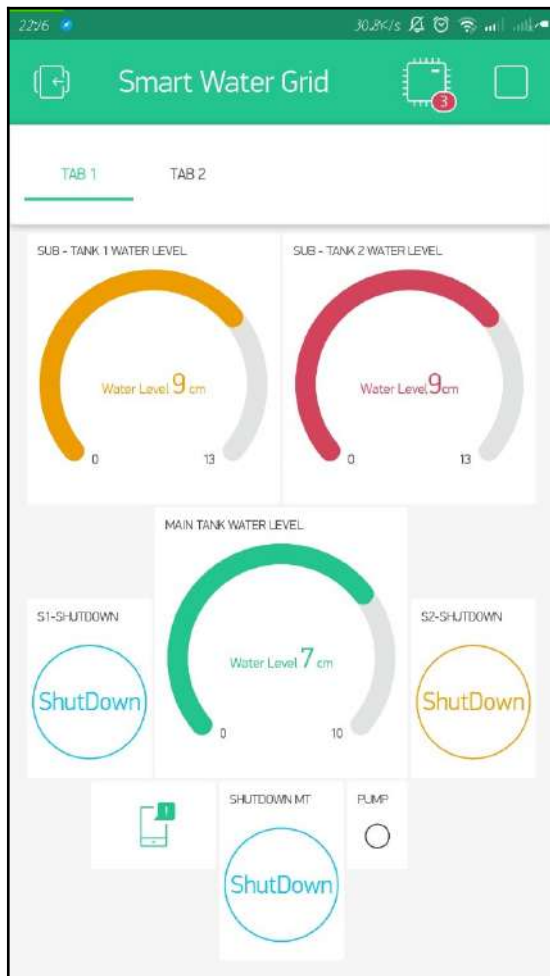 22:16 30.8K/s
Smart Water Grid
3
TAB 1 TAB 2
SUB - TANK 1 WATER LEVEL SUB - TANK 2 WATER LEVEL
Water Level 9 cm Water Level 9 cm
0 13 0 13
MAIN TANK WATER LEVEL
S1-SHUTDOWN S2-SHUTDOWN
Water Level 7 cm
ShutDown ShutDown
0 10
SHUTDOWN MT PUMP
!
ShutDown